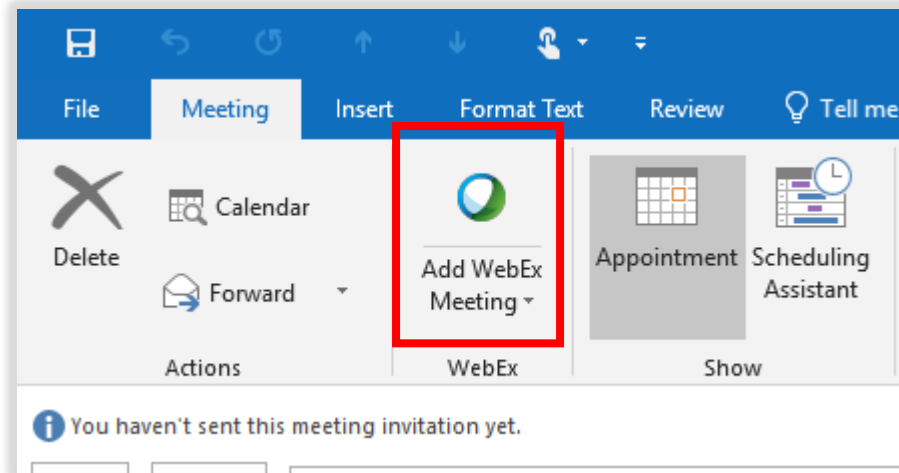 File Meeting Insert Format Text Review Tell me
Calendar
Delete
Forward
Add WebEx
Meeting
Appointment
Scheduling
Assistant
Actions WebEx Show
You haven't sent this meeting invitation yet.